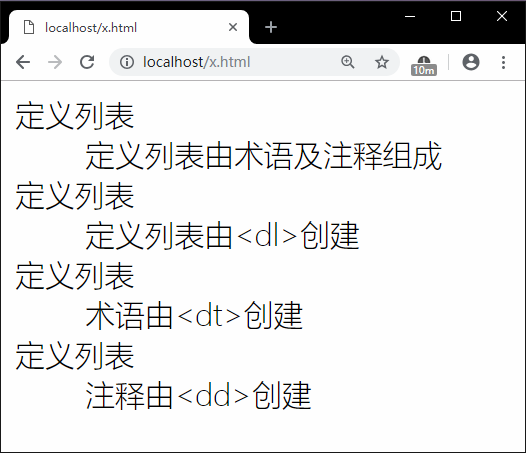 localhost/x.html
localhost/x.html
10m
定义列表
定义列表由术语及注释组成
定义列表
定义列表由<dl>创建
定义列表
术语由<dt>创建
定义列表
注释由<dd>创建